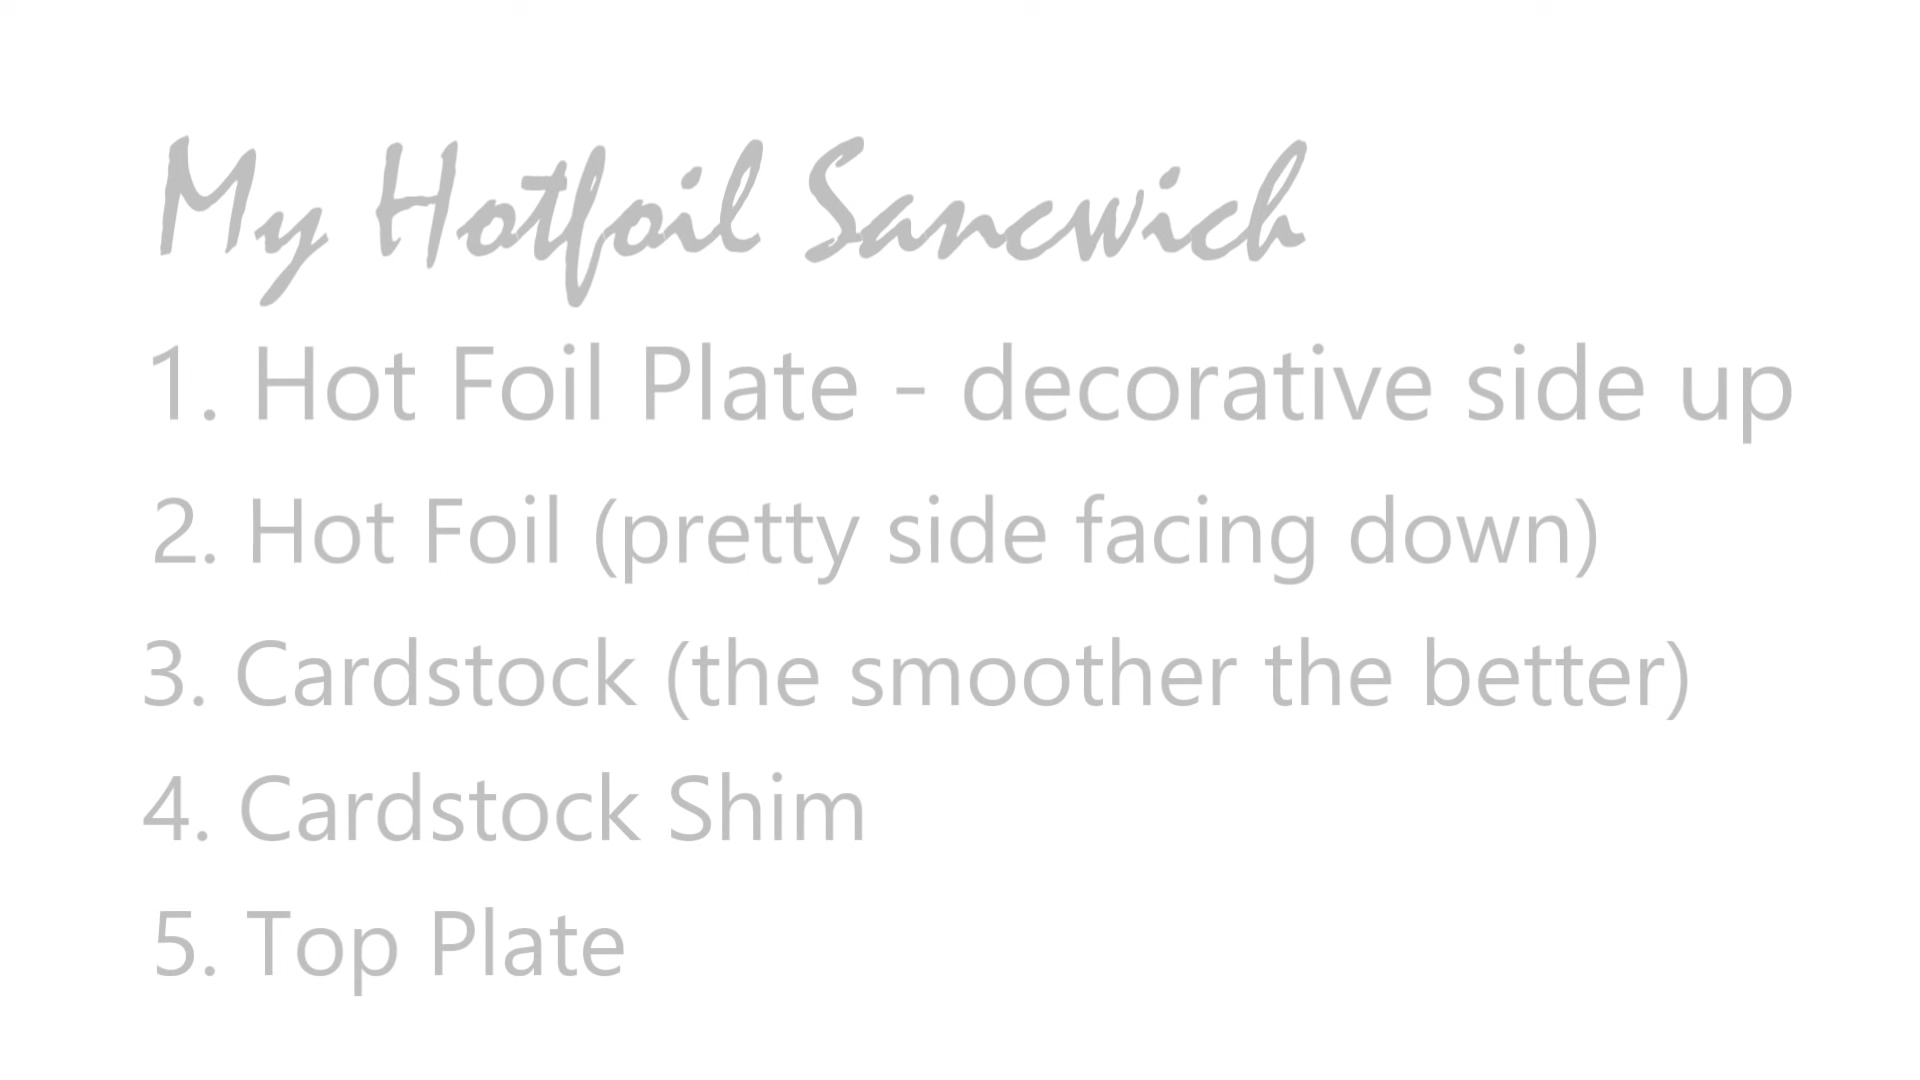 My Hotfoil Sancwich
1. Hot Foil Plate - decorative side up
2. Hot Foil (pretty side facing down)
3. Cardstock (the smoother the better)
4. Cardstock Shim
5. Top Plate